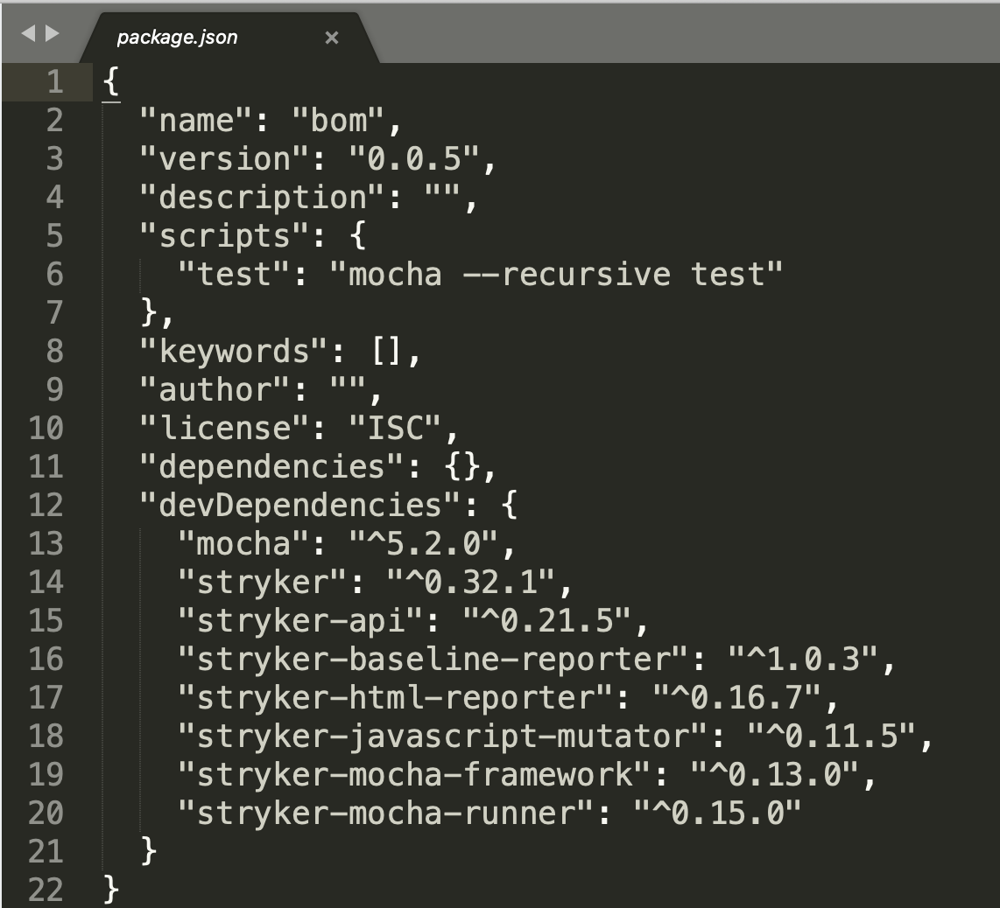 package.json ×
1 {
2   "name": "bom",
3   "version": "0.0.5",
4   "description": "",
5   "scripts": {
6     "test": "mocha --recursive test"
7   },
8   "keywords": [],
9   "author": "",
10   "license": "ISC",
11   "dependencies": {},
12   "devDependencies": {
13     "mocha": "^5.2.0",
14     "stryker": "^0.32.1",
15     "stryker-api": "^0.21.5",
16     "stryker-baseline-reporter": "^1.0.3",
17     "stryker-html-reporter": "^0.16.7",
18     "stryker-javascript-mutator": "^0.11.5",
19     "stryker-mocha-framework": "^0.13.0",
20     "stryker-mocha-runner": "^0.15.0"
21   }
22 }